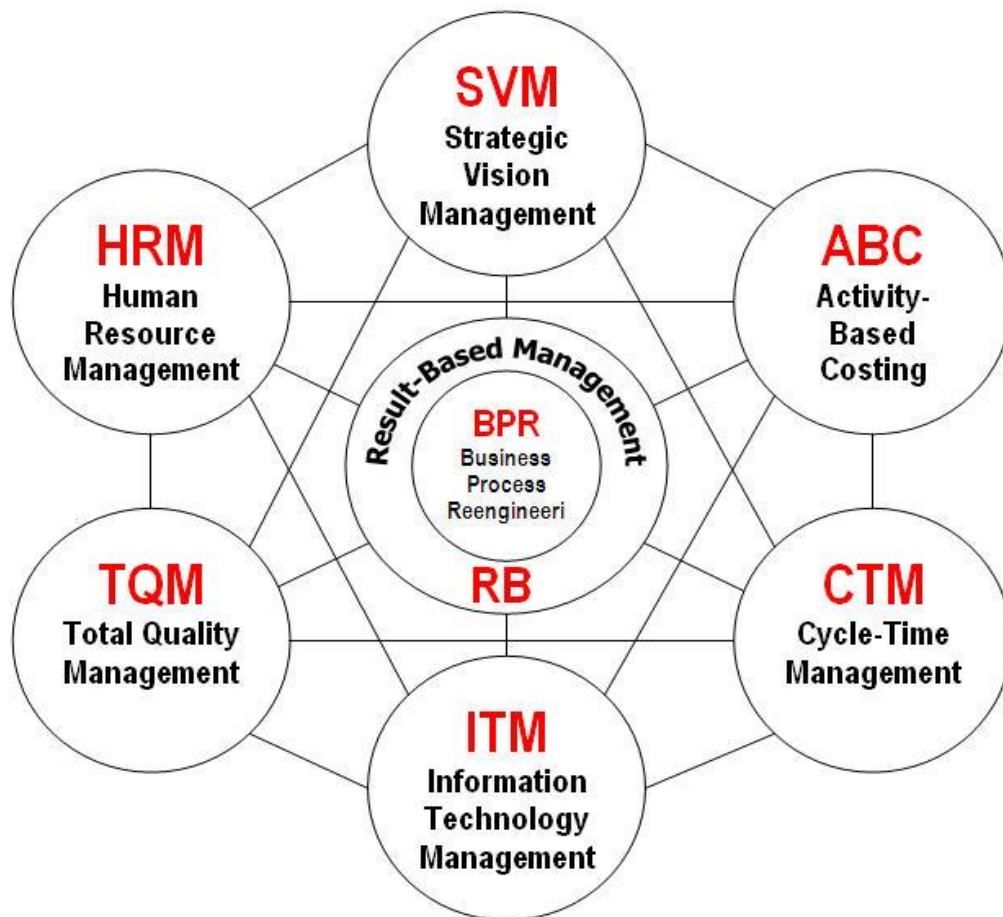 SVM
Strategic
Vision
Management
HRM
Human
Resource
Management
ABC
Activity-
Based
Costing
Result-Based Management
BPR
Business
Process
Reengineeri
RB
TQM
Total Quality
Management
CTM
Cycle-Time
Management
ITM
Information
Technology
Management